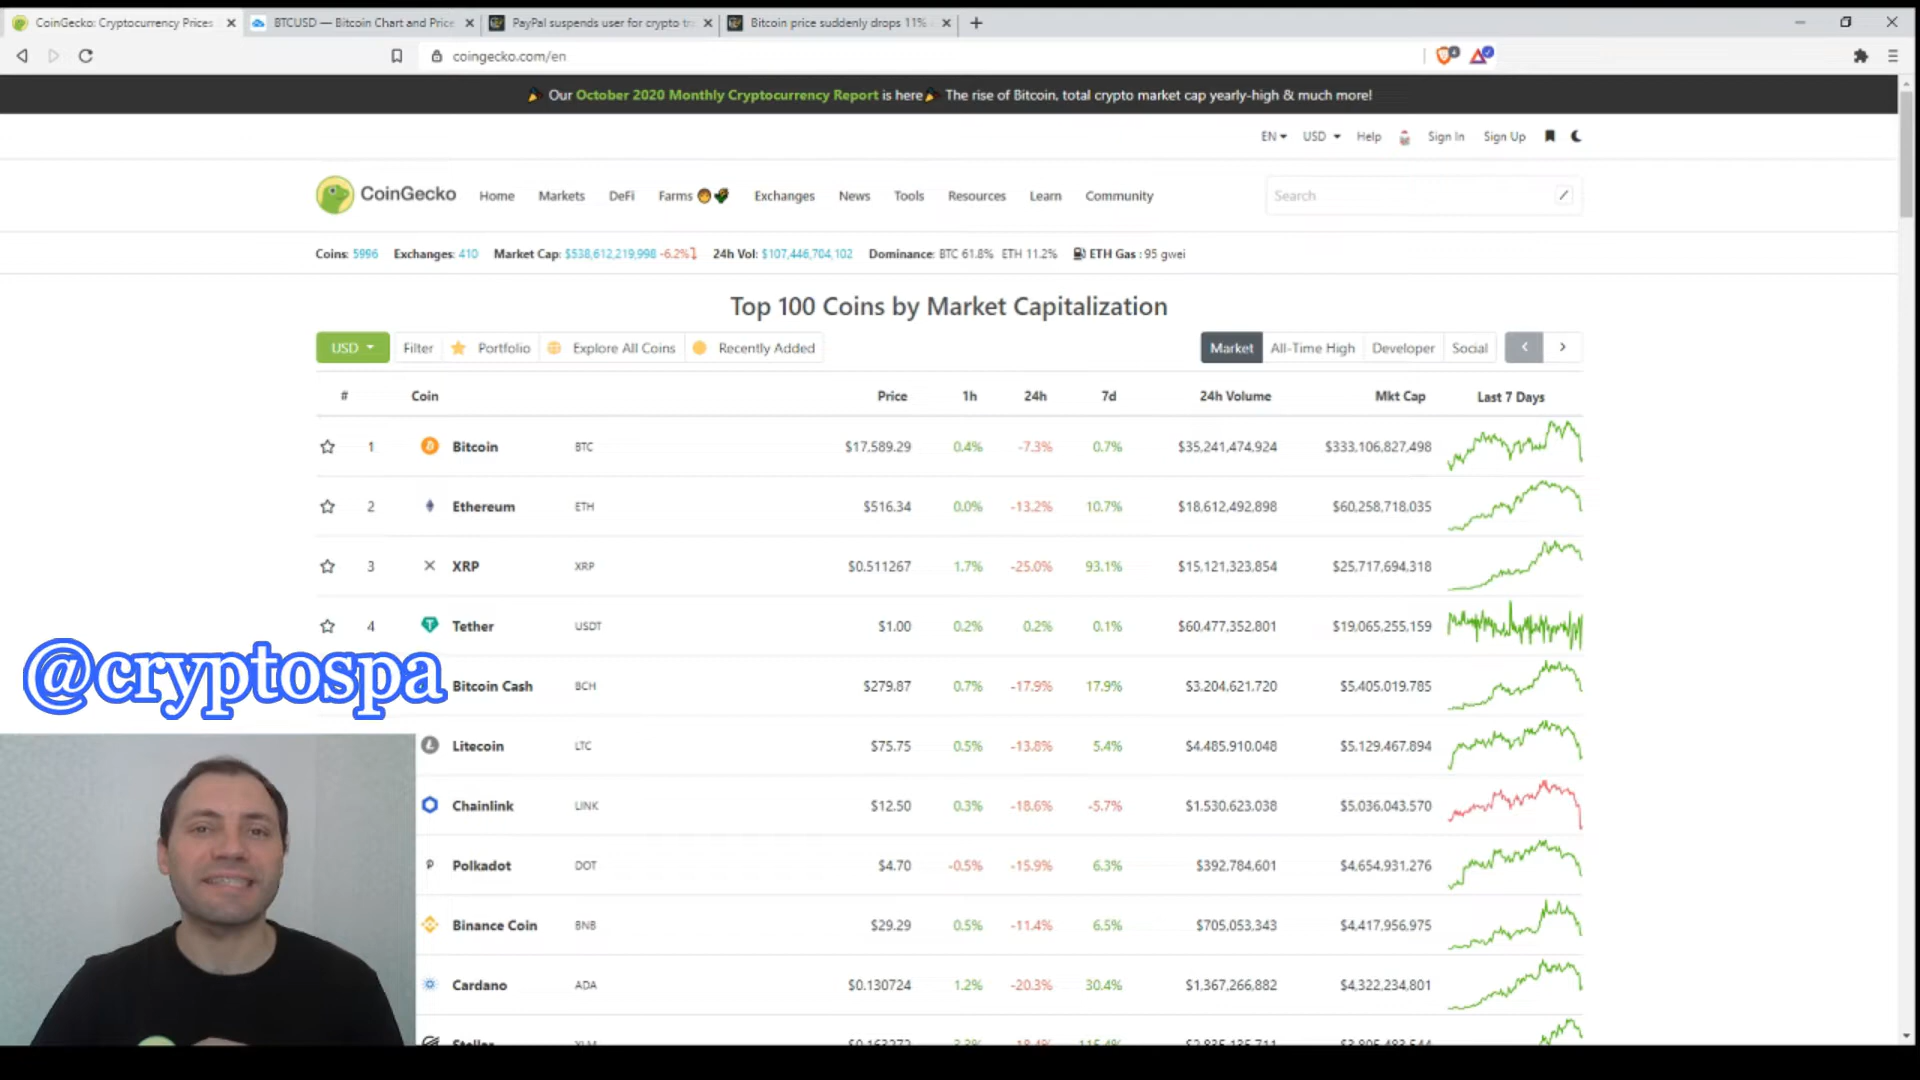 CoinGecko: Cryptocurrency Prices
BTCUSD — Bitcoin Chart and Price
PayPal suspends user for crypto tr
Bitcoin price suddenly drops 11%
coingecko.com/en
Our October 2020 Monthly Cryptocurrency Report is here The rise of Bitcoin, total crypto market cap yearly-high & much more!
EN USD Help Sign In Sign Up
CoinGecko Home Markets DeFi Farms Exchanges News Tools Resources Learn Community Search /
Coins: 5996 Exchanges: 410 Market Cap: $538,612,219,998 -6.2% 24h Vol: $107,446,704,102 Dominance: BTC 61.8% ETH 11.2% ETH Gas : 95 gwei
Top 100 Coins by Market Capitalization
USD Filter Portfolio Explore All Coins Recently Added Market All-Time High Developer Social
# Coin Price 1h 24h 7d 24h Volume Mkt Cap Last 7 Days
1 Bitcoin BTC $17,589.29 0.4% -7.3% 0.7% $35,241,474,924 $333,106,827,498
2 Ethereum ETH $516.34 0.0% -13.2% 10.7% $18,612,492,898 $60,258,718,035
3 XRP XRP $0.511267 1.7% -25.0% 93.1% $15,121,323,854 $25,717,694,318
4 Tether USDT $1.00 0.2% 0.2% 0.1% $60,477,352,801 $19,065,255,159
@cryptospa
Bitcoin Cash BCH $279.87 0.7% -17.9% 17.9% $3,204,621,720 $5,405,019,785
Litecoin LTC $75.75 0.5% -13.8% 5.4% $4,485,910,048 $5,129,467,894
Chainlink LINK $12.50 0.3% -18.6% -5.7% $1,530,623,038 $5,036,043,570
Polkadot DOT $4.70 -0.5% -15.9% 6.3% $392,784,601 $4,654,931,276
Binance Coin BNB $29.29 0.5% -11.4% 6.5% $705,053,343 $4,417,956,975
Cardano ADA $0.130724 1.2% -20.3% 30.4% $1,367,266,882 $4,322,234,801
Stellar XLM